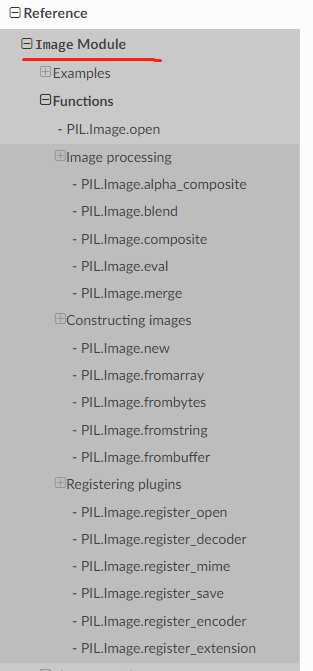 Reference
Image Module
Examples
Functions
- PIL.Image.open
Image processing
- PIL.Image.alpha_composite
- PIL.Image.blend
- PIL.Image.composite
- PIL.Image.eval
- PIL.Image.merge
Constructing images
- PIL.Image.new
- PIL.Image.fromarray
- PIL.Image.frombytes
- PIL.Image.fromstring
- PIL.Image.frombuffer
Registering plugins
- PIL.Image.register_open
- PIL.Image.register_decoder
- PIL.Image.register_mime
- PIL.Image.register_save
- PIL.Image.register_encoder
- PIL.Image.register_extension